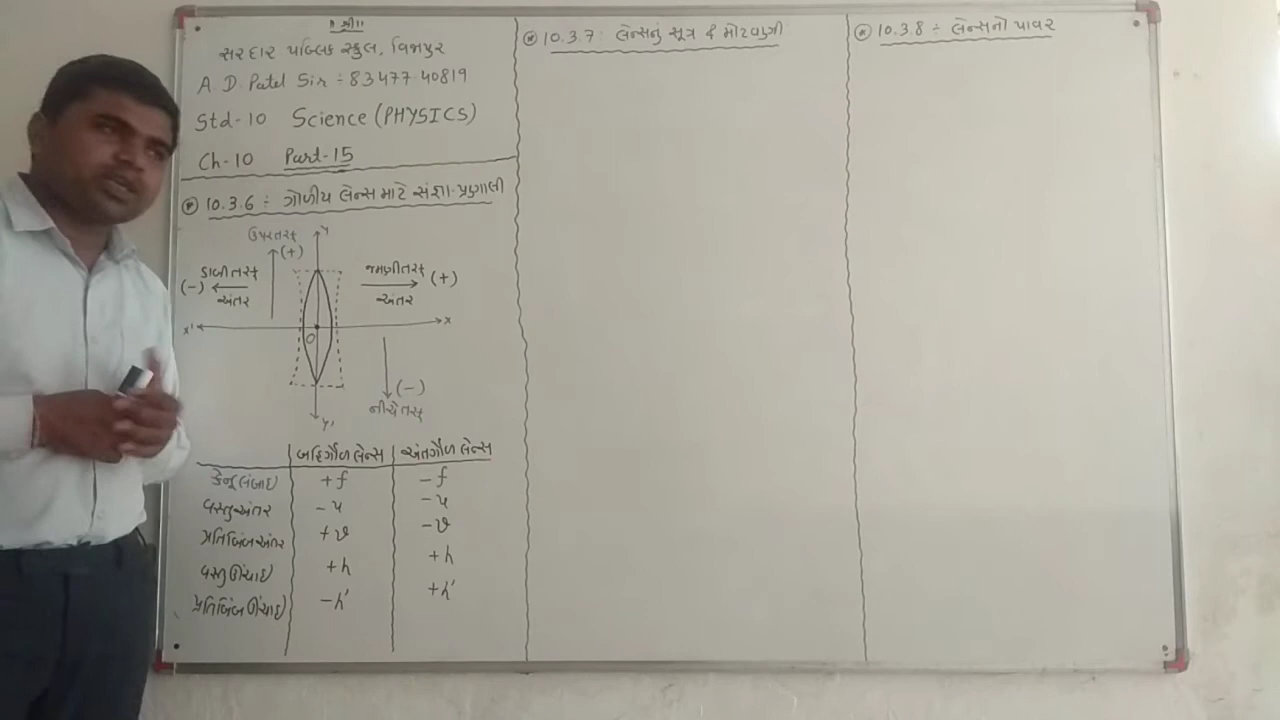 ॥ श्री ॥
સરદાર પબ્લિક સ્કુલ, વિજાપુર
A. D. Patel Sir ÷ 83477 40819
Std-10 Science (PHYSICS)
Ch-10 Part-15
* 10.3.6 ÷ ગોળીય લેન્સ માટે સંજ્ઞા-પ્રણાલી
ઉપરતરફ
(+)
Y
ડાબીતરફ
(-)
અંતર
જમણીતરફ
(+)
અંતર
X'
O
X
(-)
નીચેતરફ
Y'
બહિર્ગોળ લેન્સ અંતર્ગોળ લેન્સ
કેન્દ્રલંબાઇ +f -f
વસ્તુઅંતર -u -u
પ્રતિબિંબઅંતર +v -v
વસ્તુઊંચાઇ +h +h
પ્રતિબિંબઊંચાઇ -h' +h'
* 10.3.7 : લેન્સનું સૂત્ર & મોટવણી
* 10.3.8 ÷ લેન્સનો પાવર